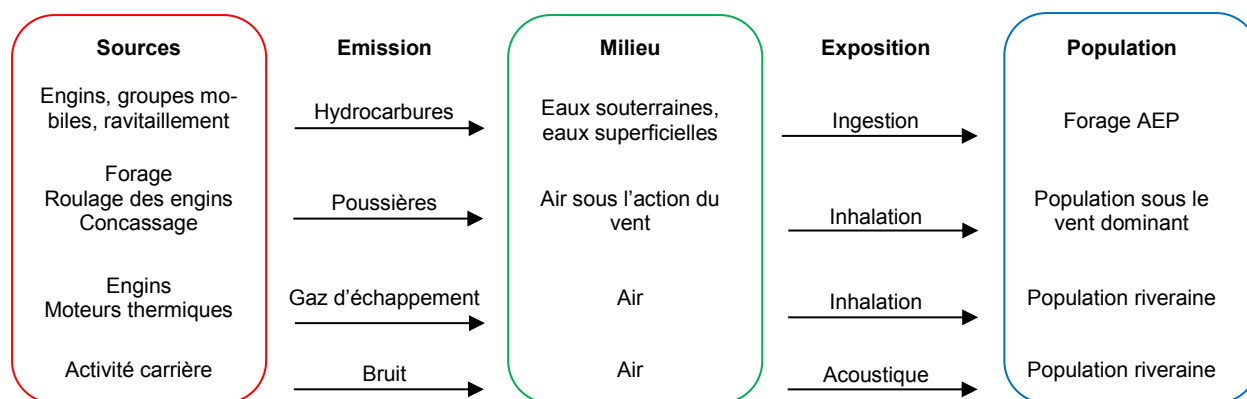 Sources Emission Milieu Exposition Population
Engins, groupes mo-
biles, ravitaillement
Hydrocarbures
Eaux souterraines,
eaux superficielles
Ingestion
Forage AEP
Forage
Roulage des engins
Concassage
Poussières
Air sous l’action du
vent
Inhalation
Population sous le
vent dominant
Engins
Moteurs thermiques
Gaz d’échappement
Air
Inhalation
Population riveraine
Activité carrière
Bruit
Air
Acoustique
Population riveraine